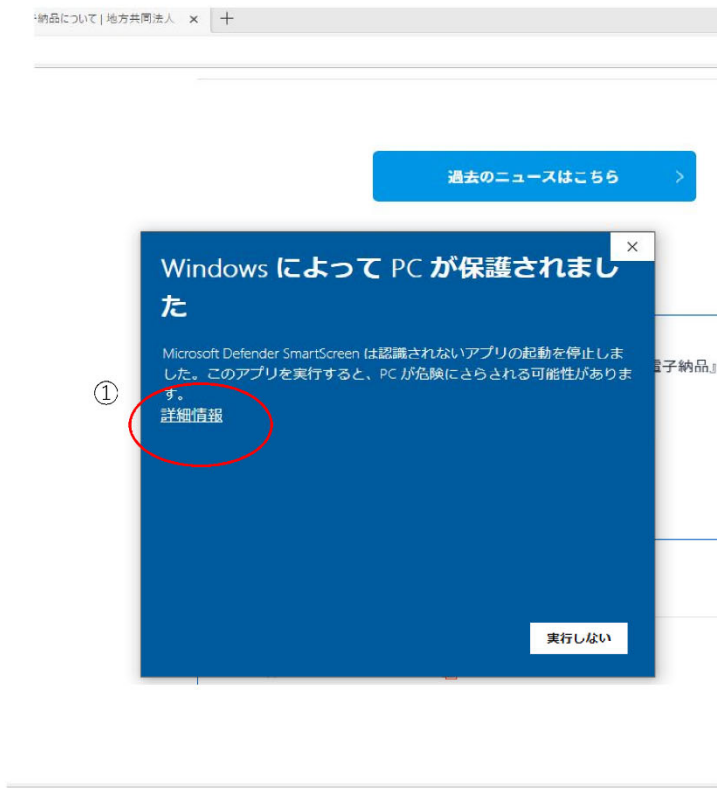 納品について | 地方共同法人 × +
過去のニュースはこちら >
×
Windows によって PC が保護されまし
た
Microsoft Defender SmartScreen は認識されないアプリの起動を停止しま
した。このアプリを実行すると、PC が危険にさらされる可能性がありま
す。
子納品』
①
詳細情報
実行しない